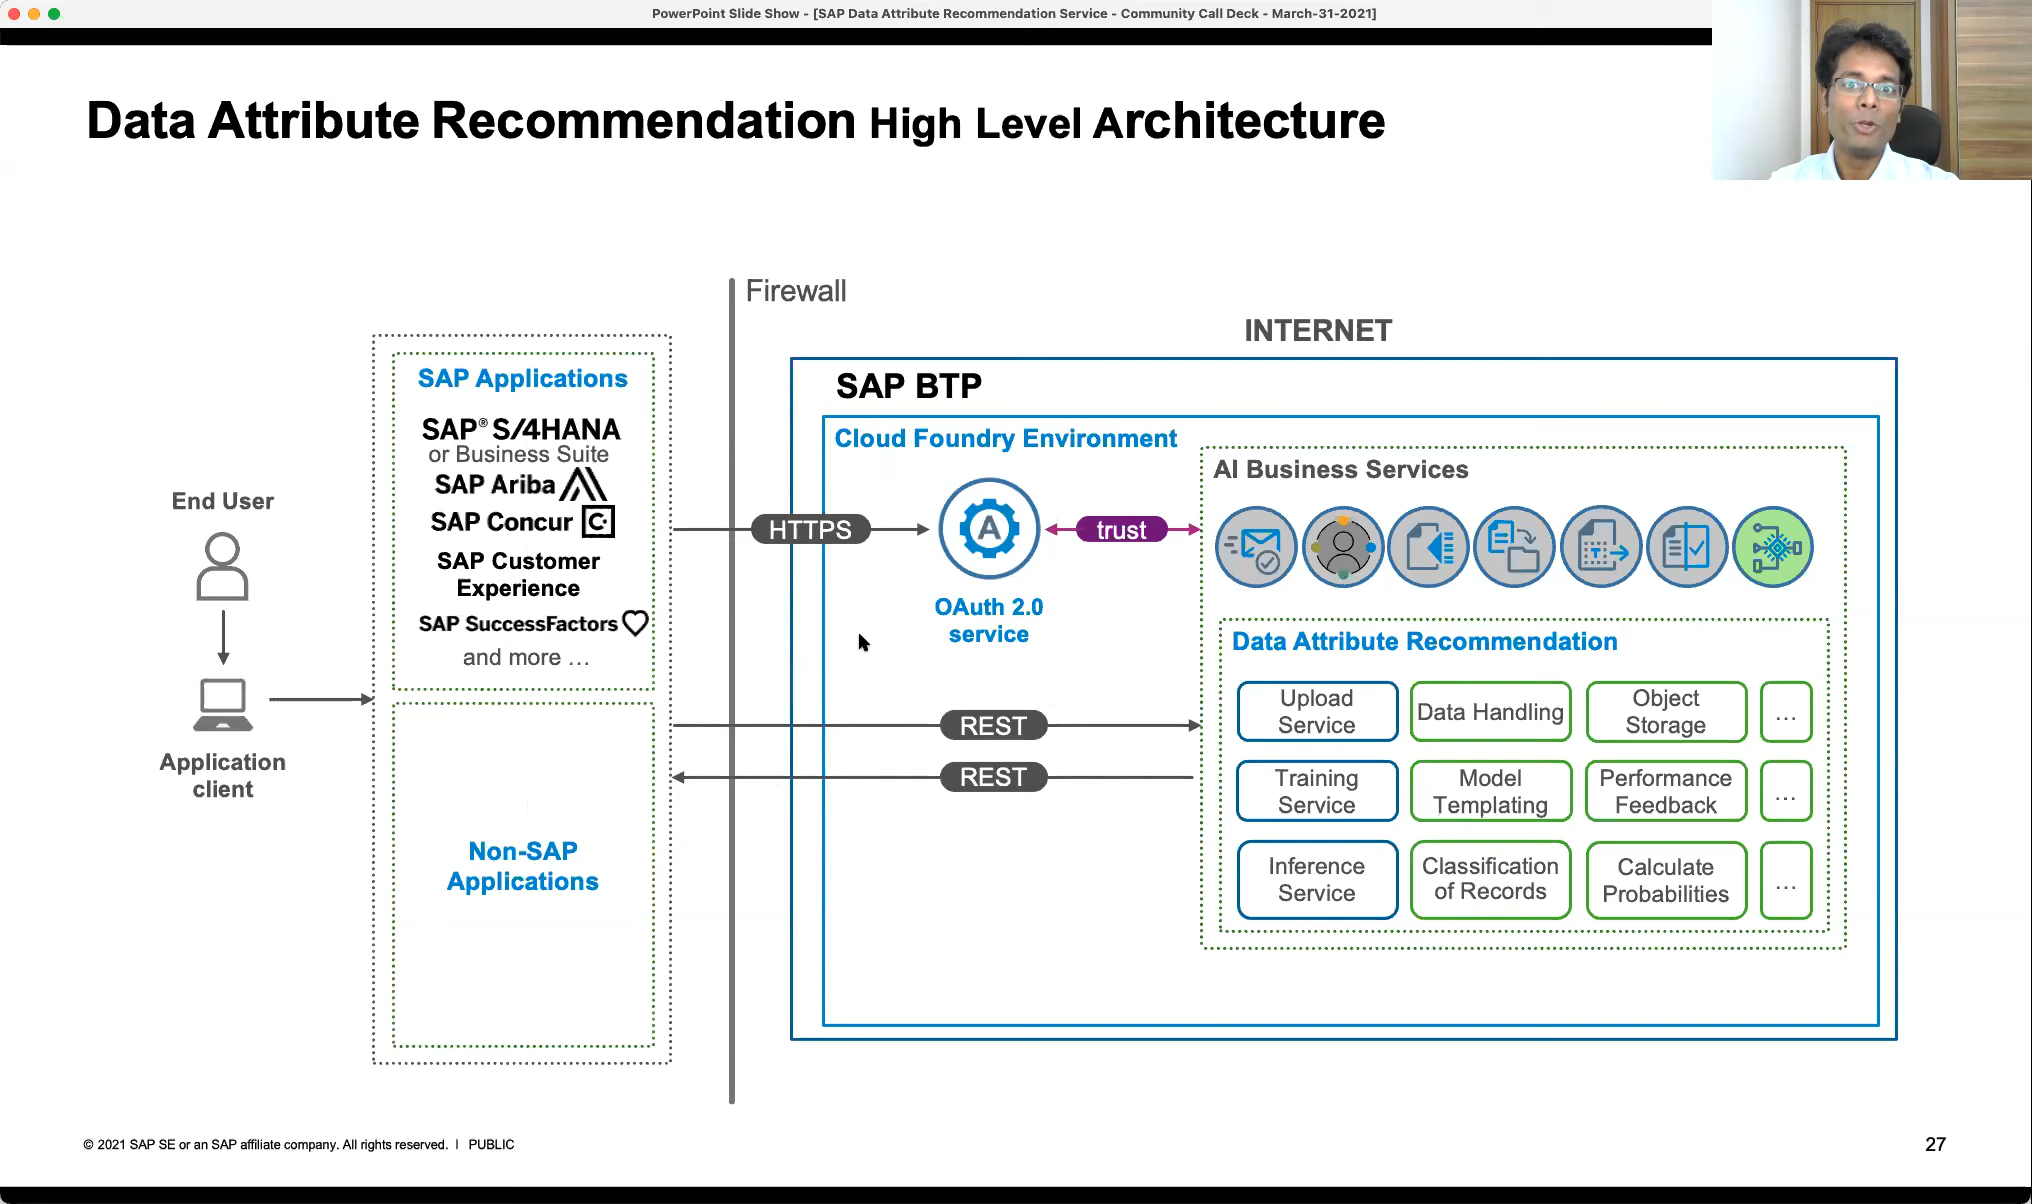 PowerPoint Slide Show - [SAP Data Attribute Recommendation Service - Community Call Deck - March-31-2021]
Data Attribute Recommendation High Level Architecture
Firewall
INTERNET
End User
Application
client
SAP Applications
SAP® S/4HANA
or Business Suite
SAP Ariba
SAP Concur C·
SAP Customer
Experience
SAP SuccessFactors
and more ...
Non-SAP
Applications
HTTPS
REST
REST
SAP BTP
Cloud Foundry Environment
A
OAuth 2.0
service
trust
AI Business Services
T
Data Attribute Recommendation
Upload
Service
Data Handling
Object
Storage
...
Training
Service
Model
Templating
Performance
Feedback
...
Inference
Service
Classification
of Records
Calculate
Probabilities
...
© 2021 SAP SE or an SAP affiliate company. All rights reserved. | PUBLIC
27